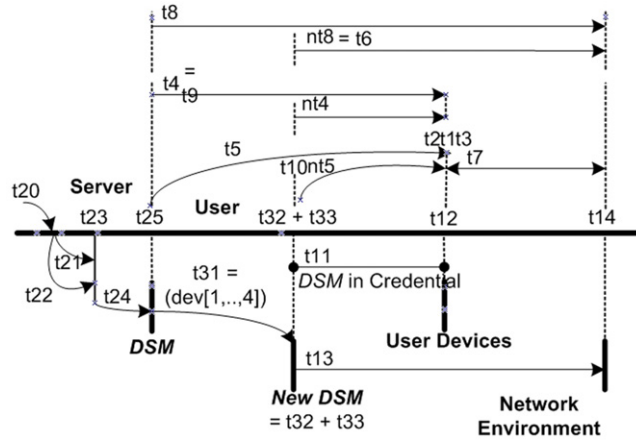 t8
nt8 = t6
t4 =
t9
nt4
t2t1t3
t5
t7
t10nt5
Server
t20
User
t23
t25
t32 + t33
t12
t14
t21
t11
t31 =
DSM in Credential
t22
t24
(dev[1,..,4])
User Devices
DSM
t13
New DSM
Network
= t32 + t33
Environment